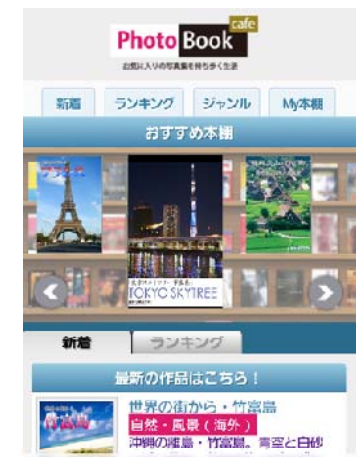 PhotoBook cafe
お気に入りの写真集を持ち歩く生活
新着 ランキング ジャンル My本棚
おすすめ本棚
TOKYO SKYTREE
新着 ランキング
最新の作品はこちら！
世界の街から・竹富島
自然・風景（海外）
竹富島
沖縄の離島・竹富島。青空と白砂